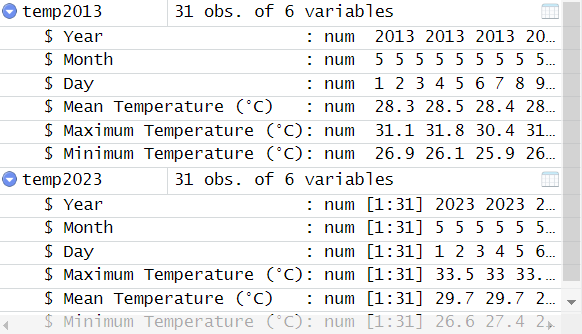 temp2013 31 obs. of 6 variables
$ Year : num 2013 2013 2013 20…
$ Month : num 5 5 5 5 5 5 5 5 5…
$ Day : num 1 2 3 4 5 6 7 8 9…
$ Mean Temperature (°C) : num 28.3 28.5 28.4 28…
$ Maximum Temperature (°C): num 31.1 31.8 30.4 31…
$ Minimum Temperature (°C): num 26.9 26.1 25.9 26…
temp2023 31 obs. of 6 variables
$ Year : num [1:31] 2023 2023 2…
$ Month : num [1:31] 5 5 5 5 5 5…
$ Day : num [1:31] 1 2 3 4 5 6…
$ Maximum Temperature (°C): num [1:31] 33.5 33 33.…
$ Mean Temperature (°C) : num [1:31] 29.7 29.7 2…
$ Minimum Temperature (°C): num [1:31] 26.6 27.4 2…